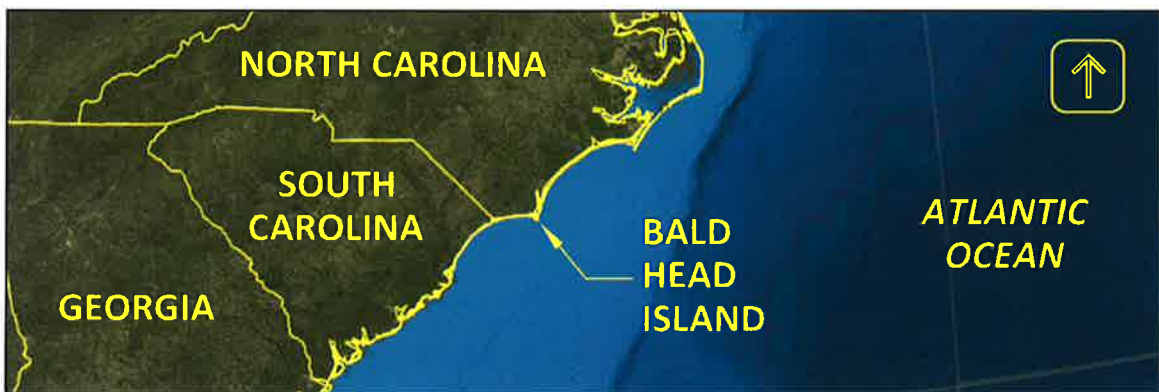 NORTH CAROLINA
SOUTH
CAROLINA
GEORGIA
BALD
HEAD
ISLAND
ATLANTIC
OCEAN